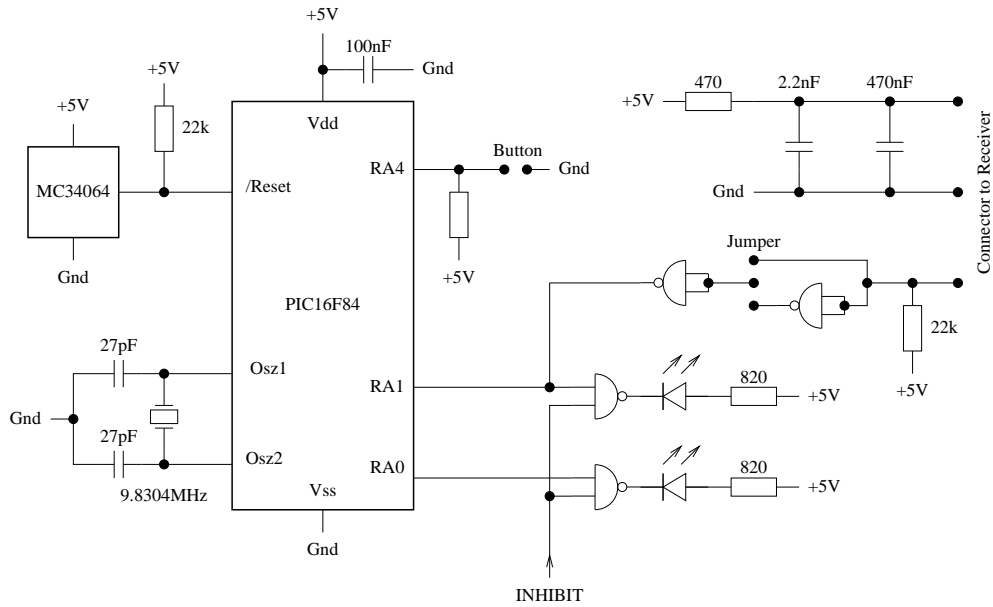 +5V
100nF
Gnd
+5V
22k
+5V
MC34064
Gnd
Vdd
/Reset
RA4
Button
Gnd
+5V
PIC16F84
470
2.2nF
470nF
+5V
Gnd
Connector to Receiver
Jumper
22k
+5V
27pF
Osz1
RA1
820
+5V
Gnd
27pF
Osz2
RA0
820
+5V
9.8304MHz
Vss
Gnd
INHIBIT